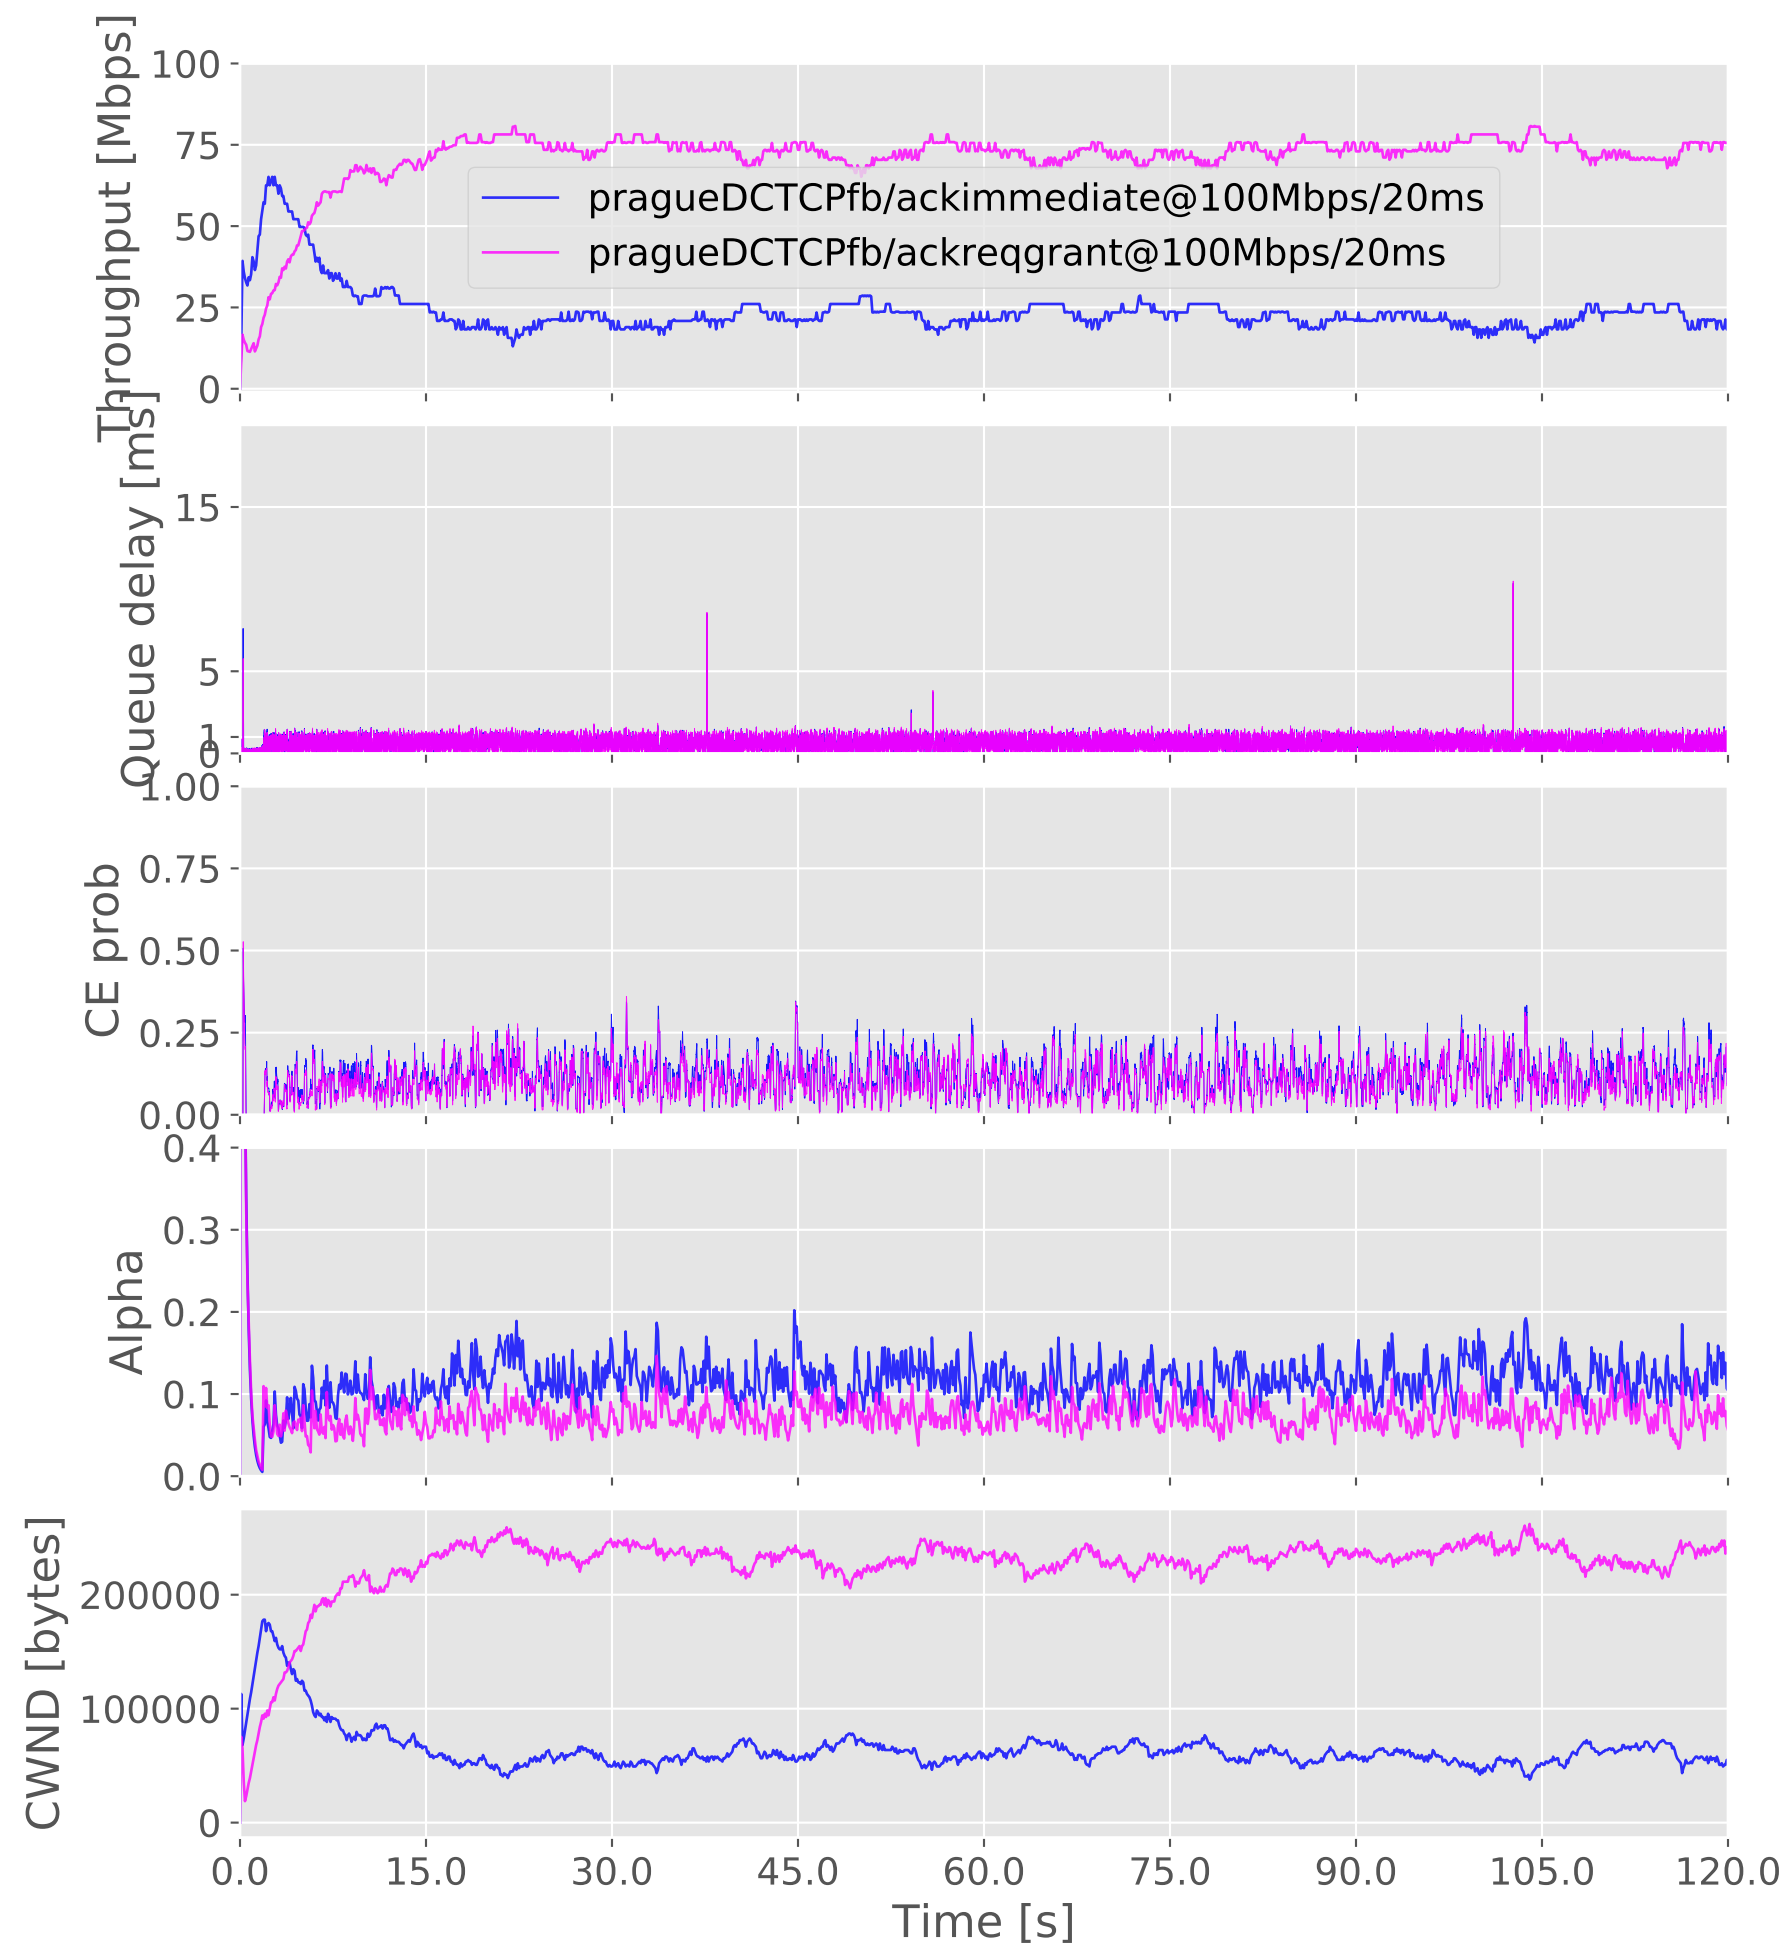 Throughput [Mbps]
100
75
50
25
0
pragueDCTCPfb/ackimmediate@100Mbps/20ms
pragueDCTCPfb/ackreqgrant@100Mbps/20ms
Queue delay [ms]
15
5
1
0
CE prob
1.00
0.75
0.50
0.25
0.00
Alpha
0.4
0.3
0.2
0.1
0.0
CWND [bytes]
200000
100000
0
0.0 15.0 30.0 45.0 60.0 75.0 90.0 105.0 120.0
Time [s]